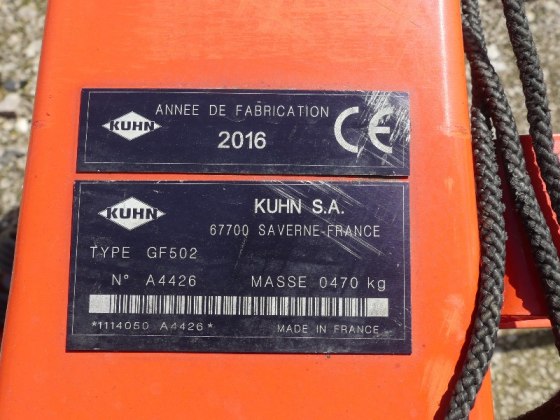 KUHN
ANNEE DE FABRICATION
2016
CE
KUHN
KUHN S.A.
67700 SAVERNE-FRANCE
TYPE GF502
N° A4426 MASSE 0470 kg
*1114050 A4426*
MADE IN FRANCE